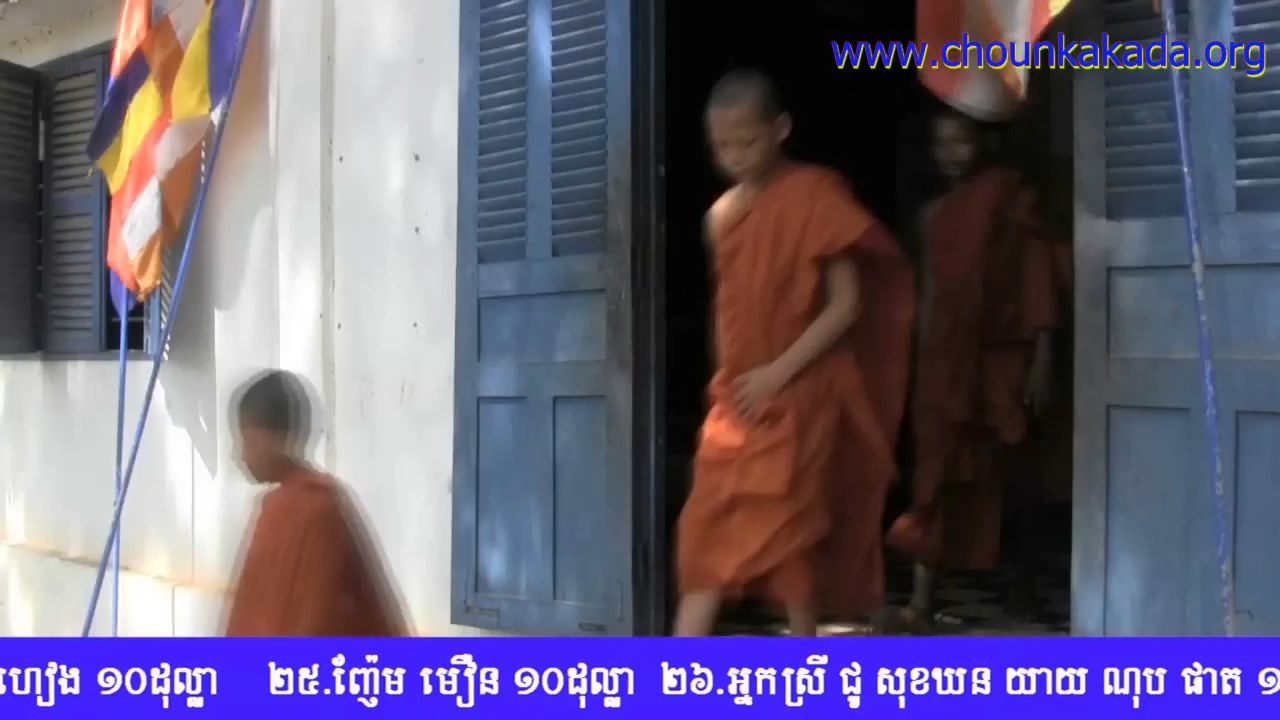 www.chounkakada.org
ហៀង ១០ដុល្លា ២៥.ញ៉ែម មឿន ១០ដុល្លា ២៦.អ្នកស្រី ជូ សុខឃន យាយ ណុប ផាត ១